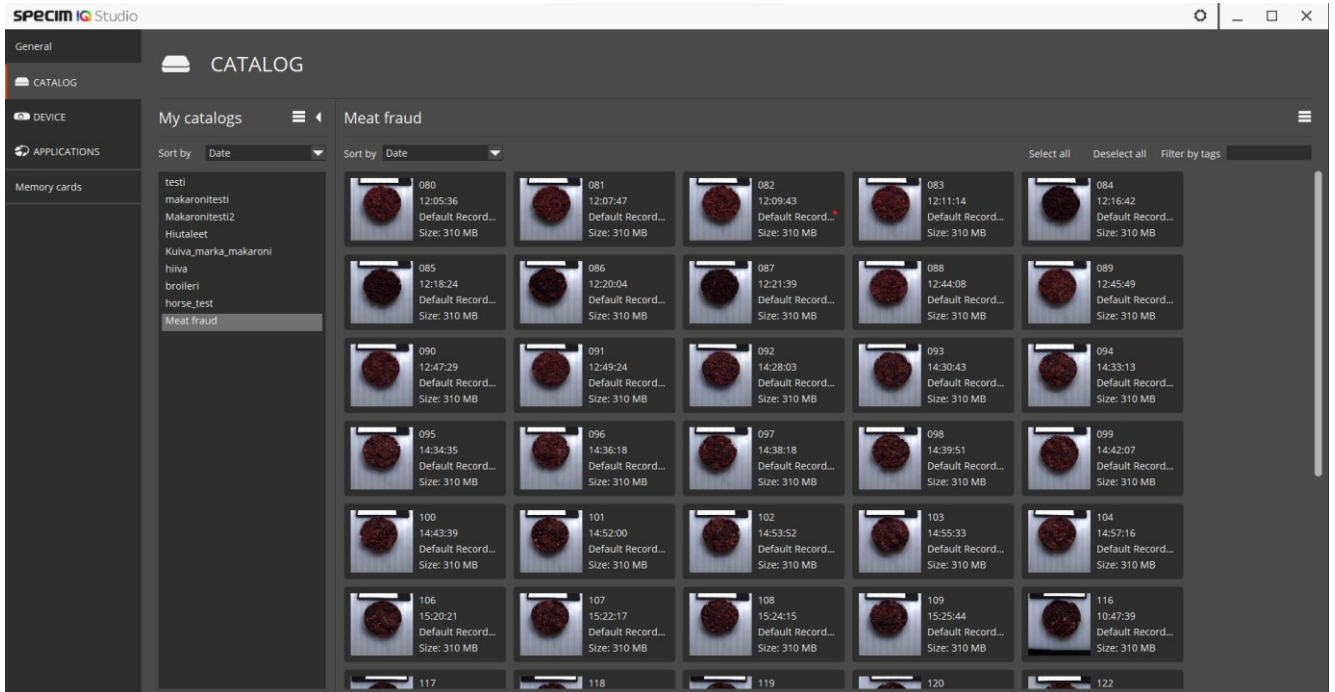 SPECIM IQ Studio
General
CATALOG
DEVICE
APPLICATIONS
Memory cards
CATALOG
My catalogs
Sort by Date
testi
makaronitesti
Makaronitesti2
Hiutaleet
Kuiva_marka_makaroni
hiiva
broileri
horse_test
Meat fraud
Meat fraud
Sort by Date
Select all Deselect all Filter by tags
080
12:05:36
Default Record...
Size: 310 MB
081
12:07:47
Default Record...
Size: 310 MB
082
12:09:43
Default Record...
Size: 310 MB
083
12:11:14
Default Record...
Size: 310 MB
084
12:16:42
Default Record...
Size: 310 MB
085
12:18:24
Default Record...
Size: 310 MB
086
12:20:04
Default Record...
Size: 310 MB
087
12:21:39
Default Record...
Size: 310 MB
088
12:44:08
Default Record...
Size: 310 MB
089
12:45:49
Default Record...
Size: 310 MB
090
12:47:29
Default Record...
Size: 310 MB
091
12:49:24
Default Record...
Size: 310 MB
092
14:28:03
Default Record...
Size: 310 MB
093
14:30:43
Default Record...
Size: 310 MB
094
14:33:13
Default Record...
Size: 310 MB
095
14:34:35
Default Record...
Size: 310 MB
096
14:36:18
Default Record...
Size: 310 MB
097
14:38:18
Default Record...
Size: 310 MB
098
14:39:51
Default Record...
Size: 310 MB
099
14:42:07
Default Record...
Size: 310 MB
100
14:43:39
Default Record...
Size: 310 MB
101
14:52:00
Default Record...
Size: 310 MB
102
14:53:52
Default Record...
Size: 310 MB
103
14:55:33
Default Record...
Size: 310 MB
104
14:57:16
Default Record...
Size: 310 MB
106
15:20:21
Default Record...
Size: 310 MB
107
15:22:17
Default Record...
Size: 310 MB
108
15:24:15
Default Record...
Size: 310 MB
109
15:25:44
Default Record...
Size: 310 MB
116
10:47:39
Default Record...
Size: 310 MB
117
118
119
120
122